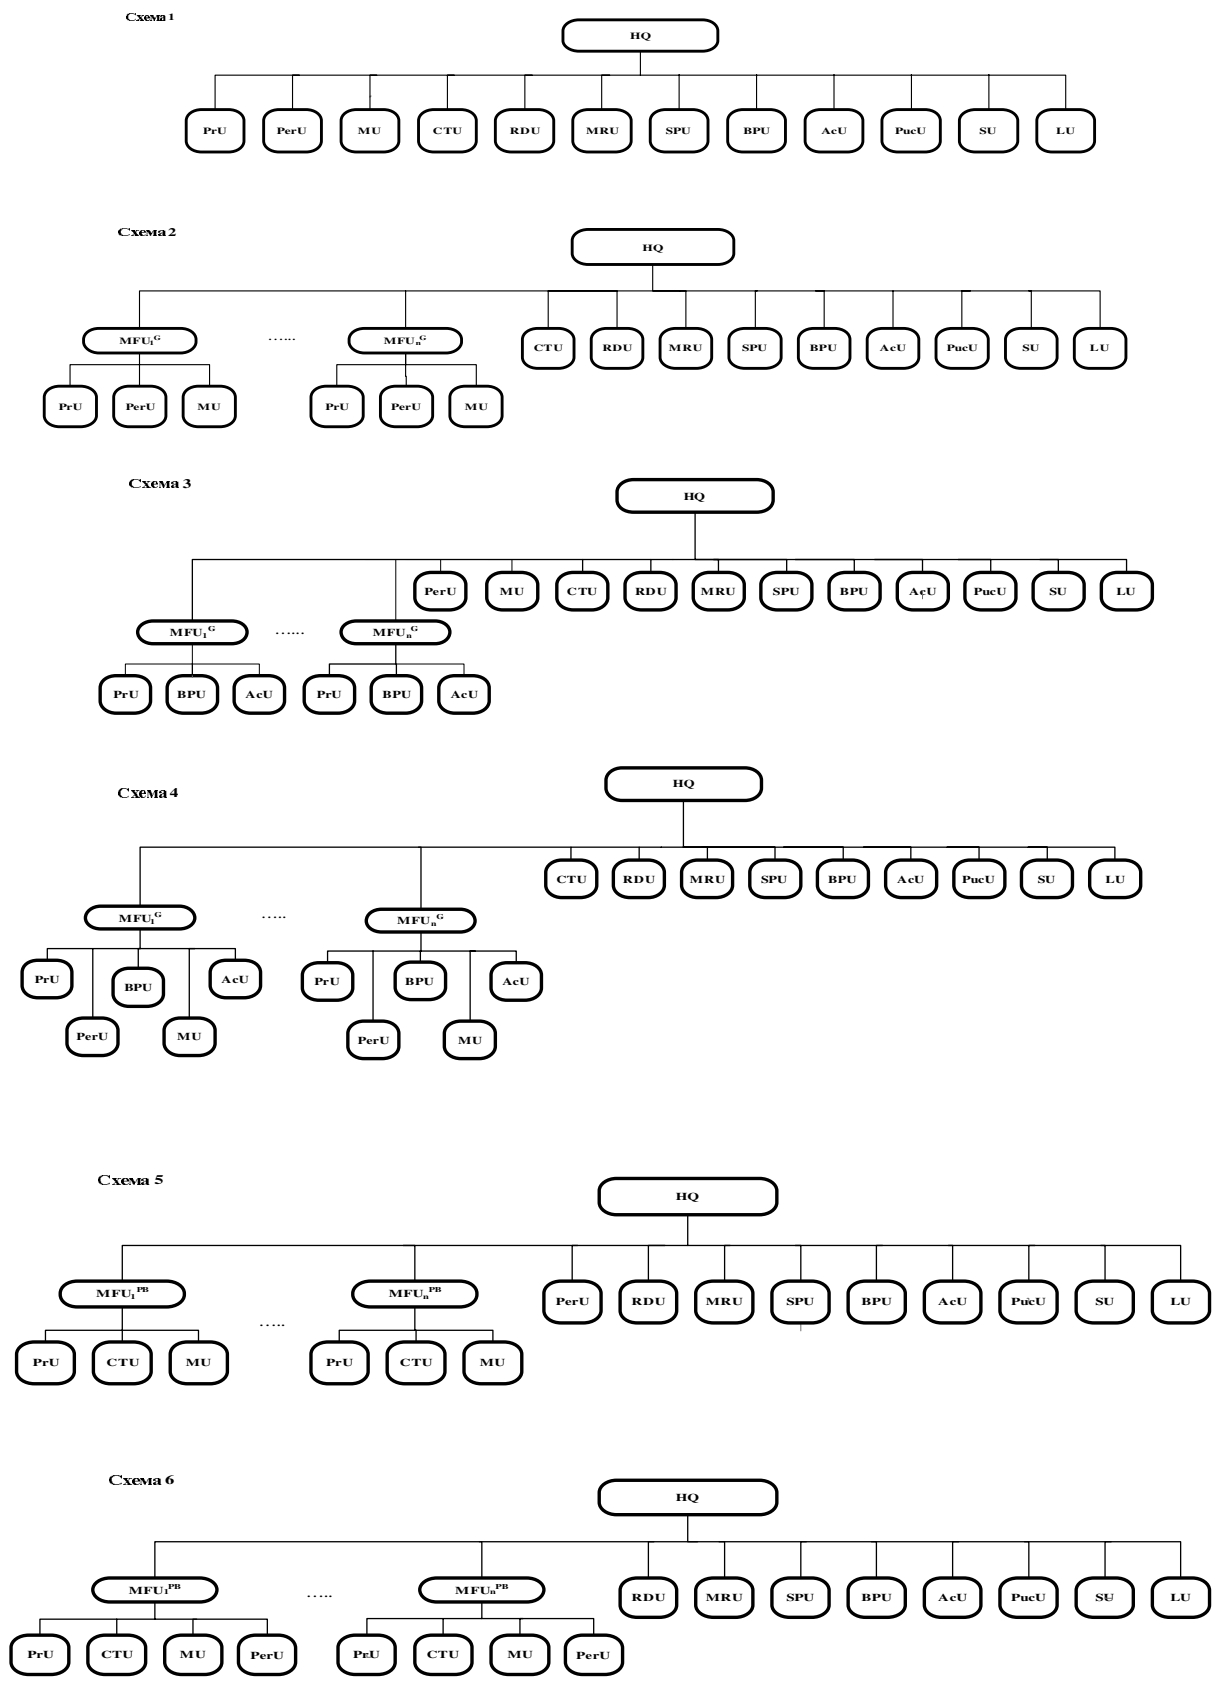 Схема 1
HQ
PrU PerU MU CTU RDU MRU SPU BPU AcU PucU SU LU
Схема 2
HQ
MFU₁ᴳ ...... MFUₙᴳ CTU RDU MRU SPU BPU AcU PucU SU LU
PrU PerU MU PrU PerU MU
Схема 3
HQ
PerU MU CTU RDU MRU SPU BPU AcU PucU SU LU
MFU₁ᴳ ...... MFUₙᴳ
PrU BPU AcU PrU BPU AcU
Схема 4
HQ
CTU RDU MRU SPU BPU AcU PucU SU LU
MFU₁ᴳ ..... MFUₙᴳ
PrU BPU AcU PrU BPU AcU
PerU MU PerU MU
Схема 5
HQ
MFU₁ᴾᴮ ..... MFUₙᴾᴮ PerU RDU MRU SPU BPU AcU PucU SU LU
PrU CTU MU PrU CTU MU
Схема 6
HQ
MFU₁ᴾᴮ ..... MFUₙᴾᴮ RDU MRU SPU BPU AcU PucU SU LU
PrU CTU MU PerU PrU CTU MU PerU